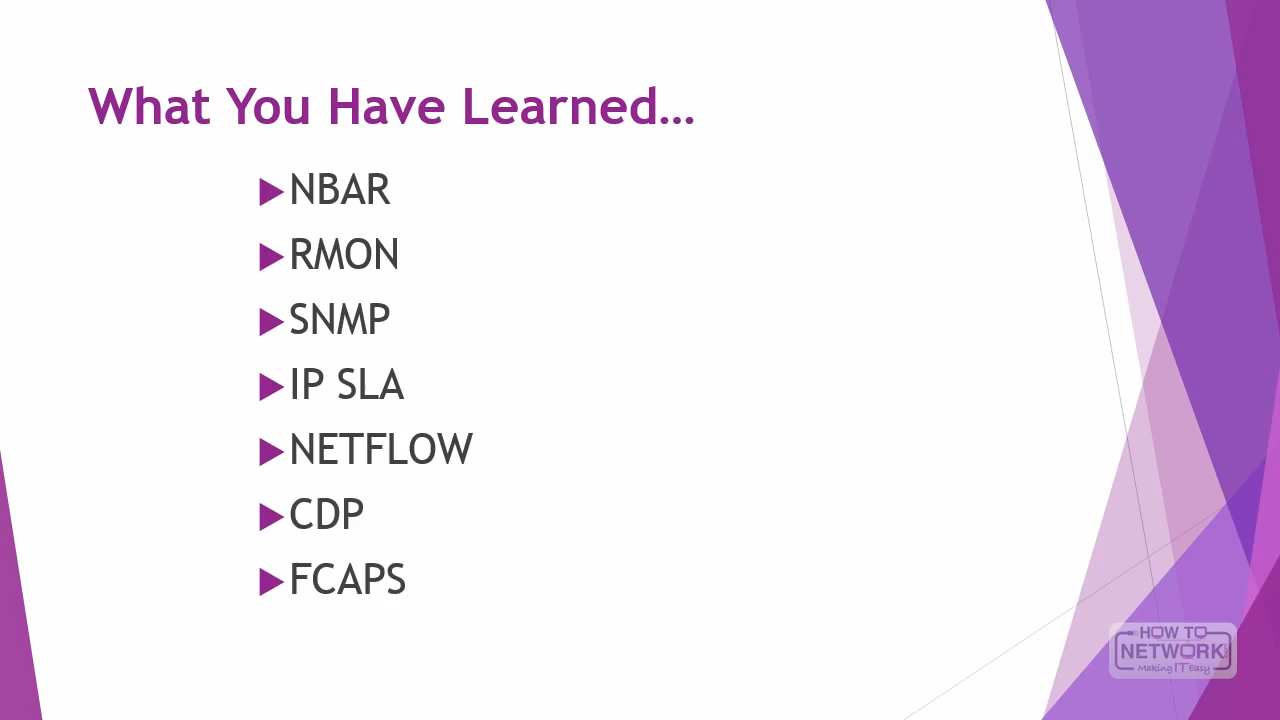 What You Have Learned…
NBAR
RMON
SNMP
IP SLA
NETFLOW
CDP
FCAPS
HOW TO
NETWORK
Making IT Easy